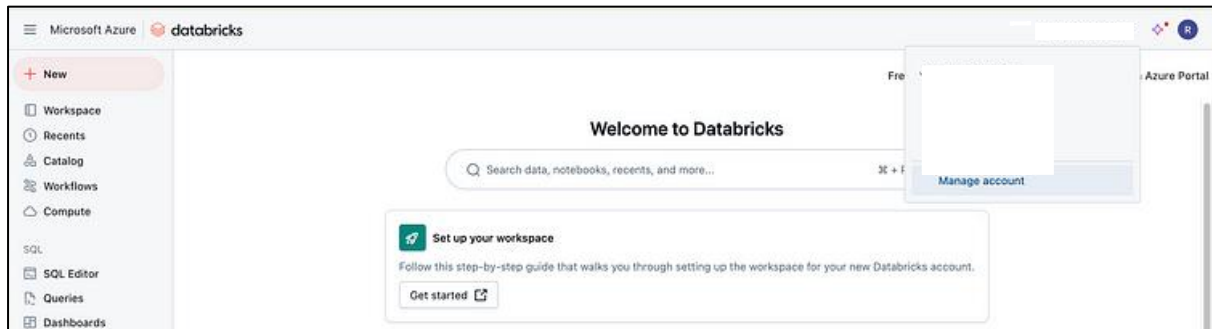 Microsoft Azure databricks
R
New
Fre
Azure Portal
Workspace
Recents
Catalog
Workflows
Compute
SQL
SQL Editor
Queries
Dashboards
Welcome to Databricks
Search data, notebooks, recents, and more... ⌘ +
Manage account
Set up your workspace
Follow this step-by-step guide that walks you through setting up the workspace for your new Databricks account.
Get started